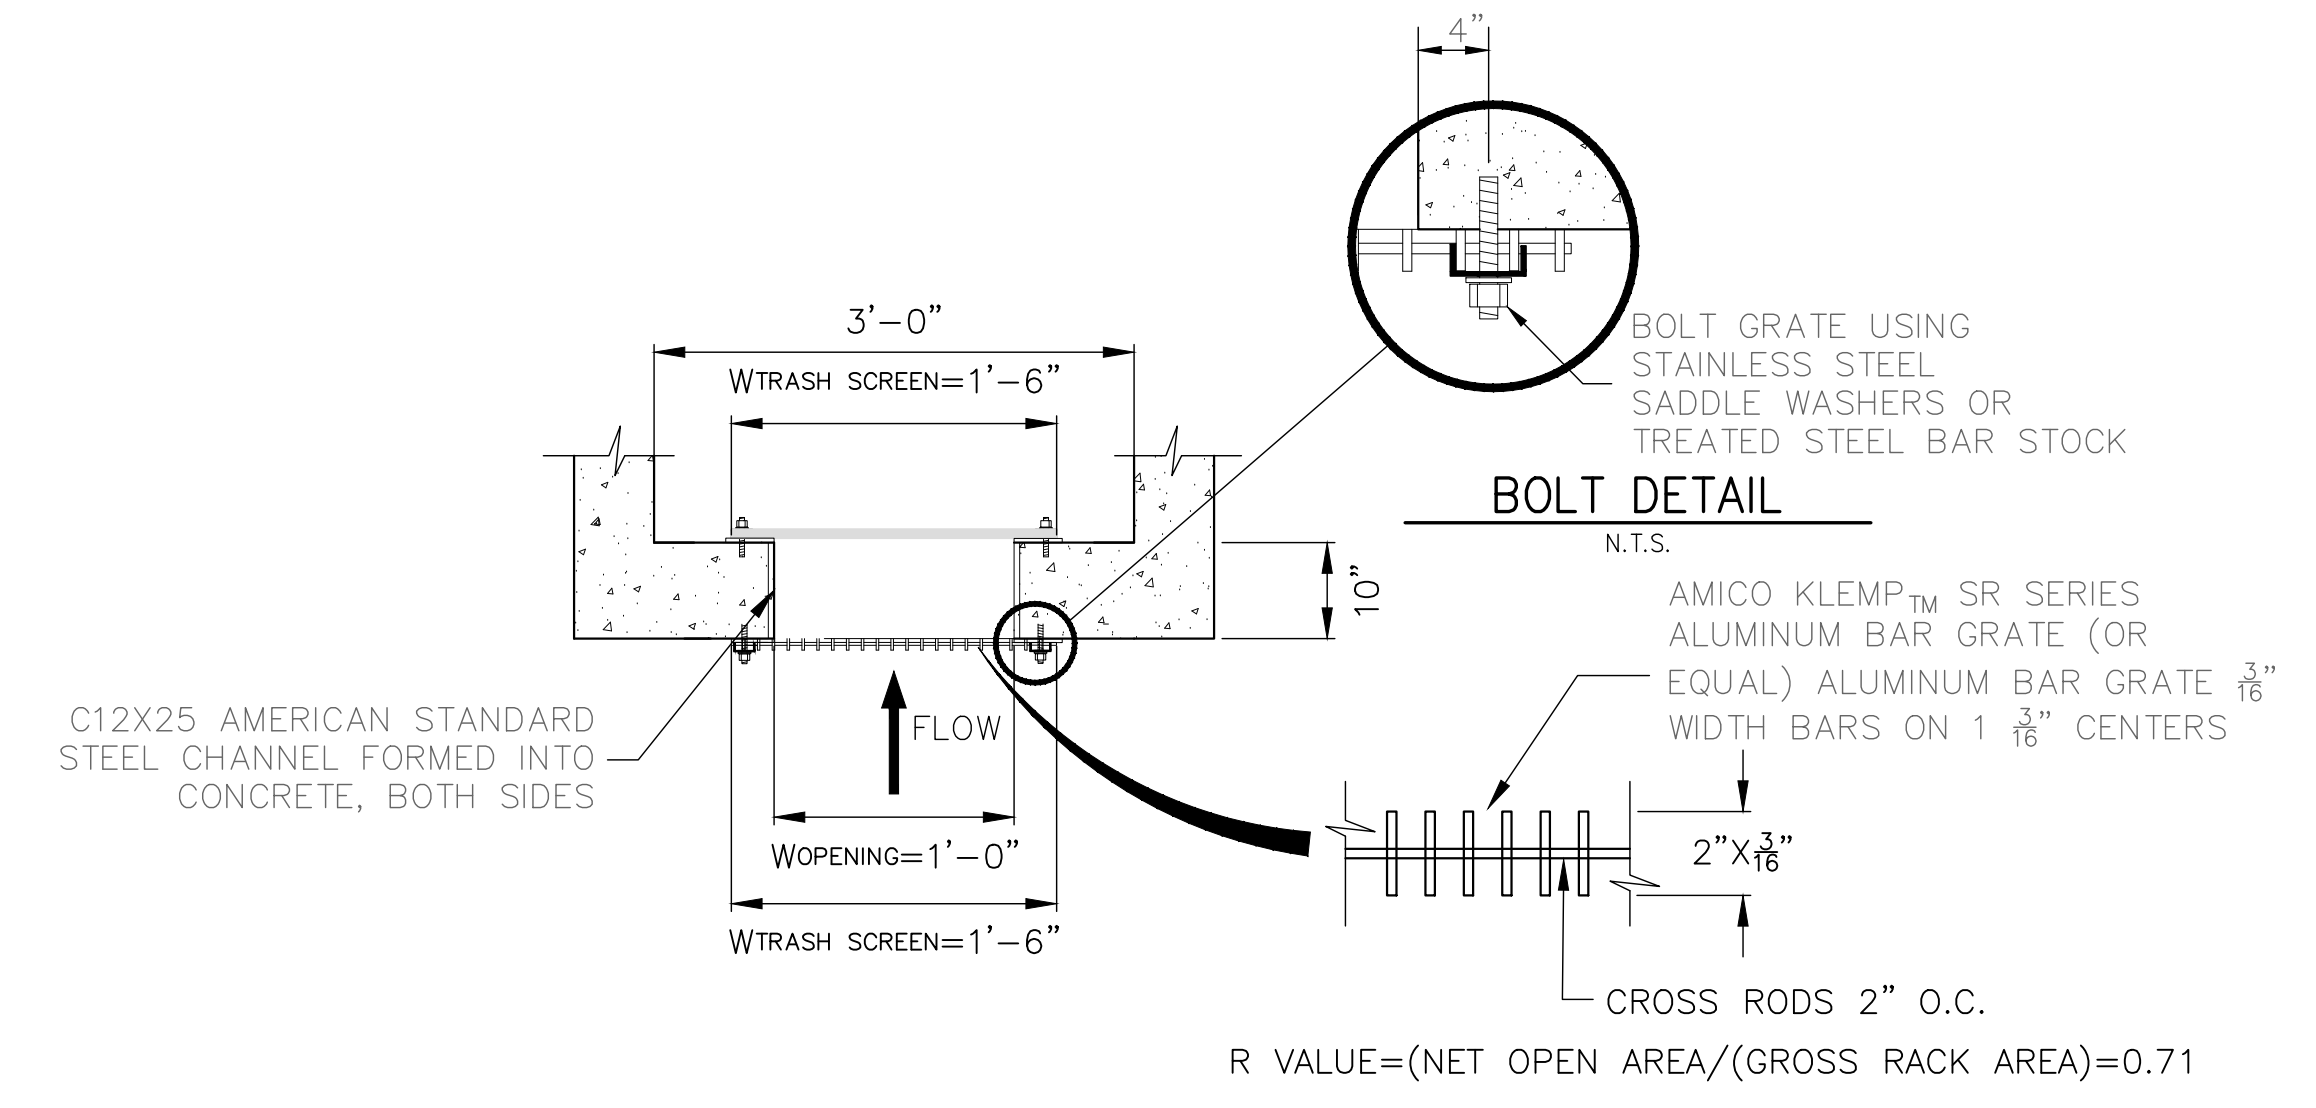 4”
BOLT GRATE USING
STAINLESS STEEL
SADDLE WASHERS OR
TREATED STEEL BAR STOCK
BOLT DETAIL
N.T.S.
3’-0”
WTRASH SCREEN=1’-6”
10”
AMICO KLEMPTM SR SERIES
ALUMINUM BAR GRATE (OR
EQUAL) ALUMINUM BAR GRATE 3/16”
WIDTH BARS ON 1 3/16” CENTERS
C12X25 AMERICAN STANDARD
STEEL CHANNEL FORMED INTO
CONCRETE, BOTH SIDES
FLOW
WOPENING=1’-0”
WTRASH SCREEN=1’-6”
2”X3/16”
CROSS RODS 2” O.C.
R VALUE=(NET OPEN AREA/(GROSS RACK AREA)=0.71